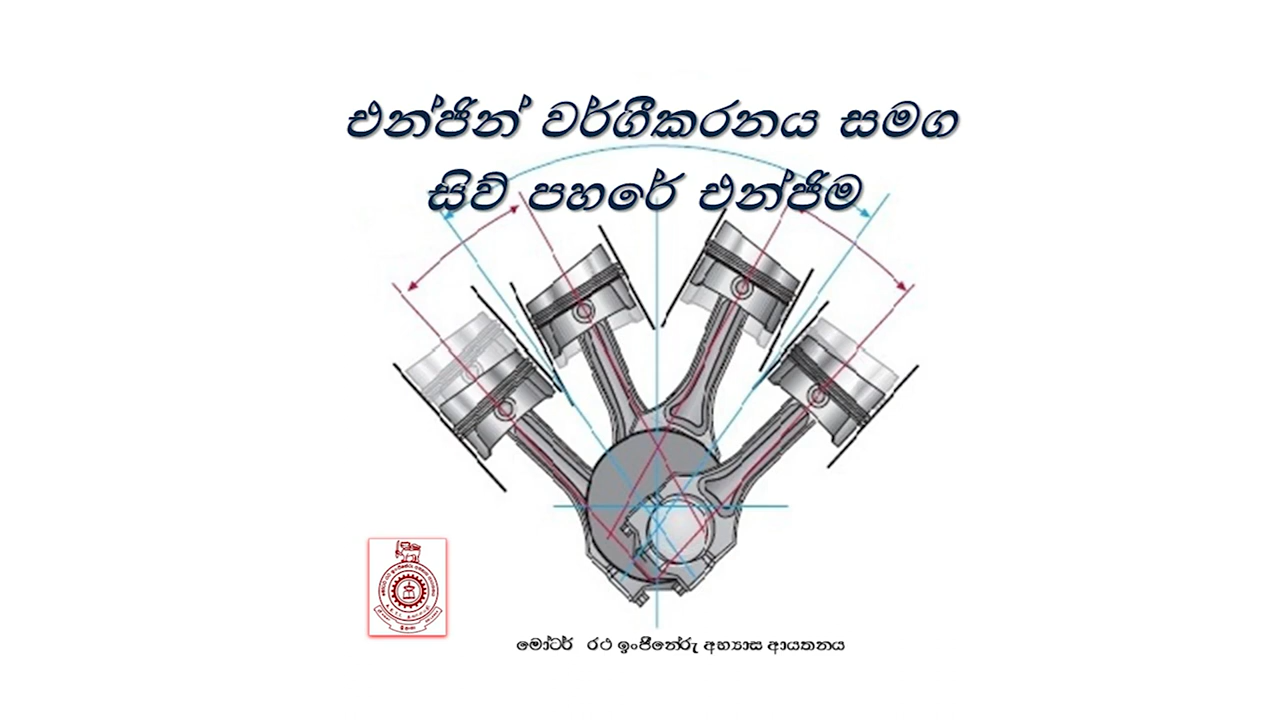 එන්ජින් වර්ගීකරනය සමග
සිව් පහරේ එන්ජිම
මෝටර් රථ ඉංජිනේරු අභ්‍යාස ආයතනය